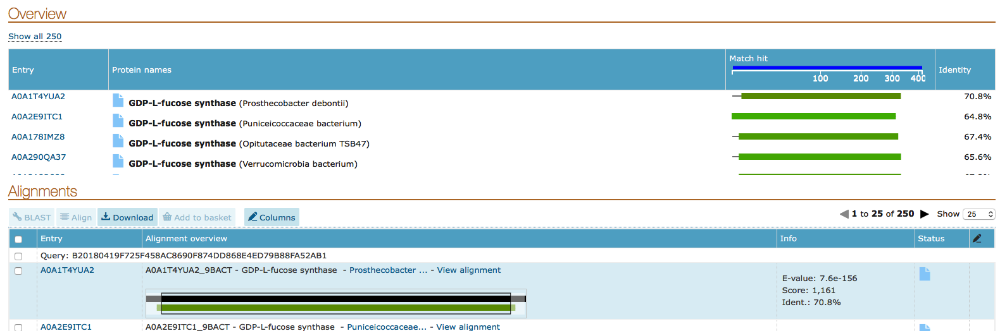 Overview
Show all 250
Entry Protein names Match hit Identity
100 200 300 400
A0A1T4YUA2 GDP-L-fucose synthase (Prosthecobacter debontii) 70.8%
A0A2E9ITC1 GDP-L-fucose synthase (Puniceicoccaceae bacterium) 64.8%
A0A178IMZ8 GDP-L-fucose synthase (Opitutaceae bacterium TSB47) 67.4%
A0A290QA37 GDP-L-fucose synthase (Verrucomicrobia bacterium) 65.6%
Alignments
BLAST Align Download Add to basket Columns 1 to 25 of 250 Show 25
Entry Alignment overview Info Status
Query: B20180419F725F458AC8690F874DD868E4ED79B88FA52AB1
A0A1T4YUA2 A0A1T4YUA2_9BACT - GDP-L-fucose synthase - Prosthecobacter ... - View alignment
E-value: 7.6e-156
Score: 1,161
Ident.: 70.8%
A0A2E9ITC1 A0A2E9ITC1_9BACT - GDP-L-fucose synthase - Puniceicoccaceae... - View alignment